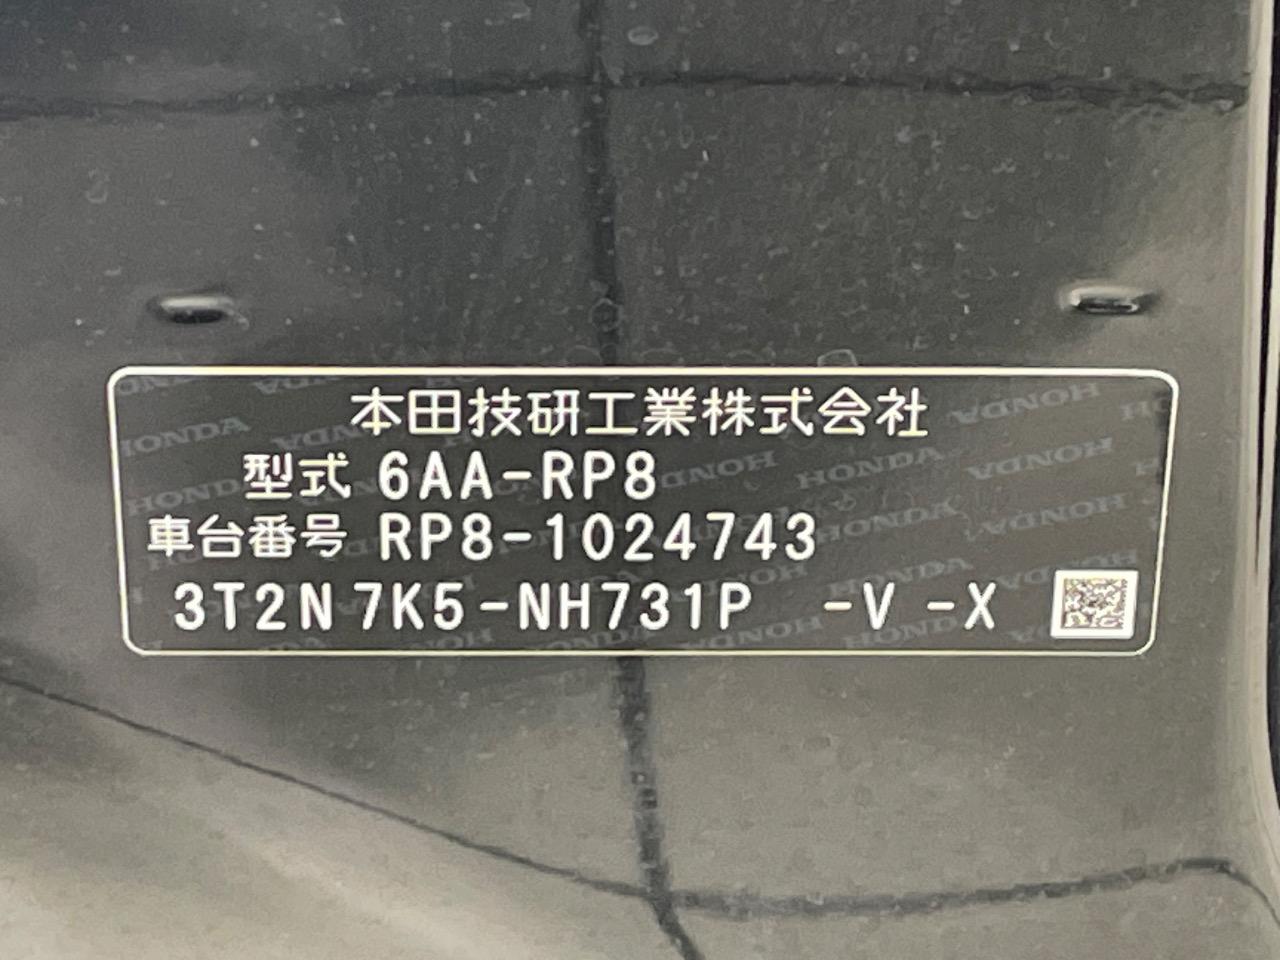 本田技研工業株式会社
型式 6AA-RP8
車台番号 RP8-1024743
3T2N7K5-NH731P -V -X